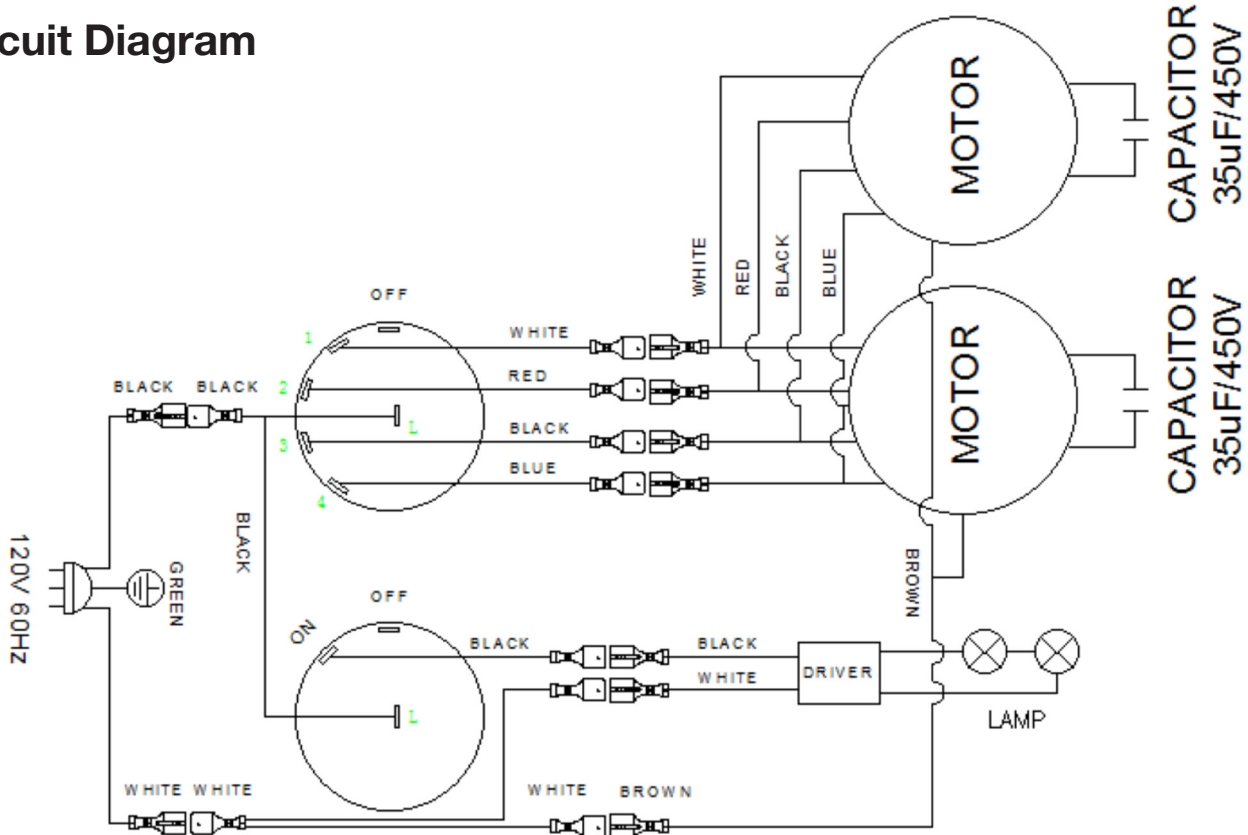 cuit Diagram
MOTOR
CAPACITOR
35uF/450V
WHITE
RED
BLACK
BLUE
MOTOR
CAPACITOR
35uF/450V
OFF
1
WHITE
2
RED
BLACK BLACK
L
3
BLACK
BLUE
4
120V 60Hz
GREEN
BLACK
BROWN
OFF
ON
BLACK
BLACK
WHITE
DRIVER
L
LAMP
WHITE WHITE
WHITE
BROWN